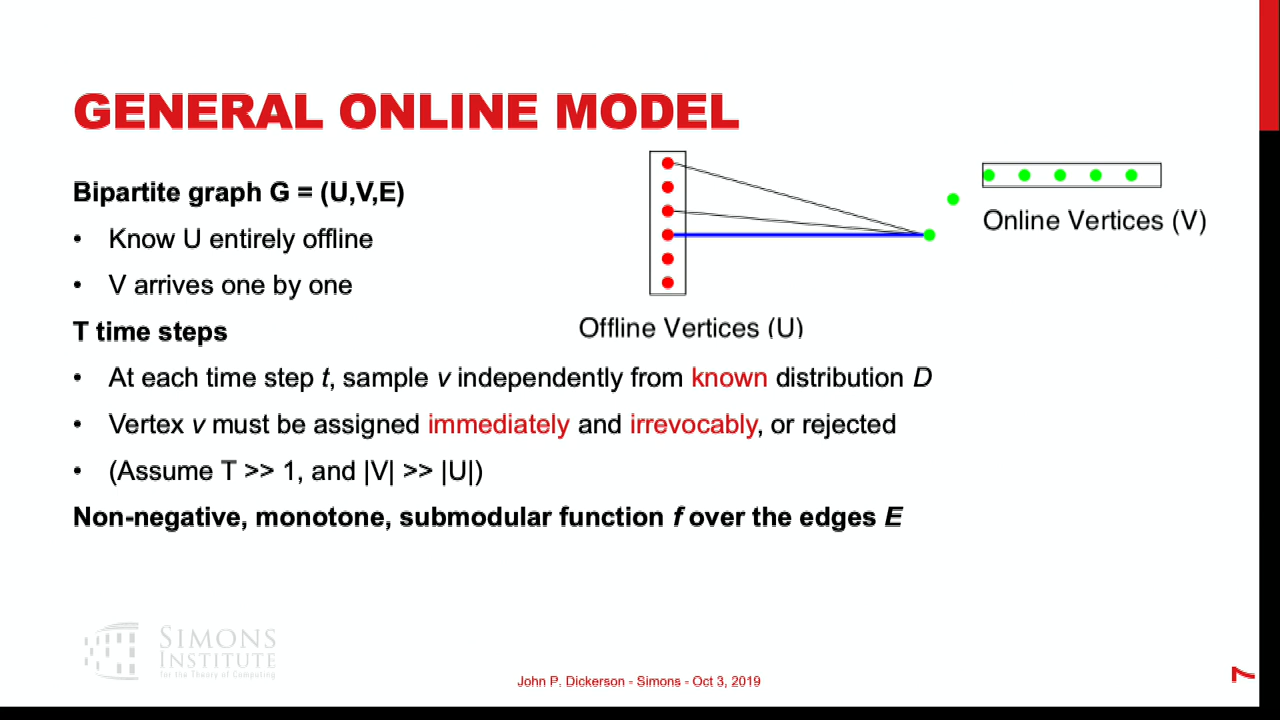 GENERAL ONLINE MODEL
Bipartite graph G = (U,V,E)
• Know U entirely offline
• V arrives one by one
T time steps
• At each time step t, sample v independently from known distribution D
• Vertex v must be assigned immediately and irrevocably, or rejected
• (Assume T >> 1, and |V| >> |U|)
Non-negative, monotone, submodular function f over the edges E
Online Vertices (V)
Offline Vertices (U)
SIMONS
INSTITUTE
for the Theory of Computing
John P. Dickerson - Simons - Oct 3, 2019
7